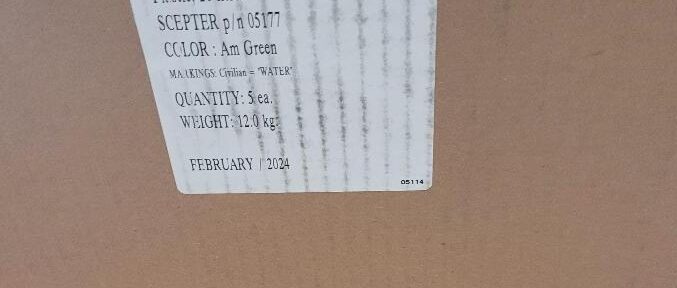 SCEPTER p/n 05177
COLOR : Am Green
MARKINGS: Civilian = "WATER"
QUANTITY: 5 ea.
WEIGHT: 12.0 kg.
FEBRUARY / 2024
05114